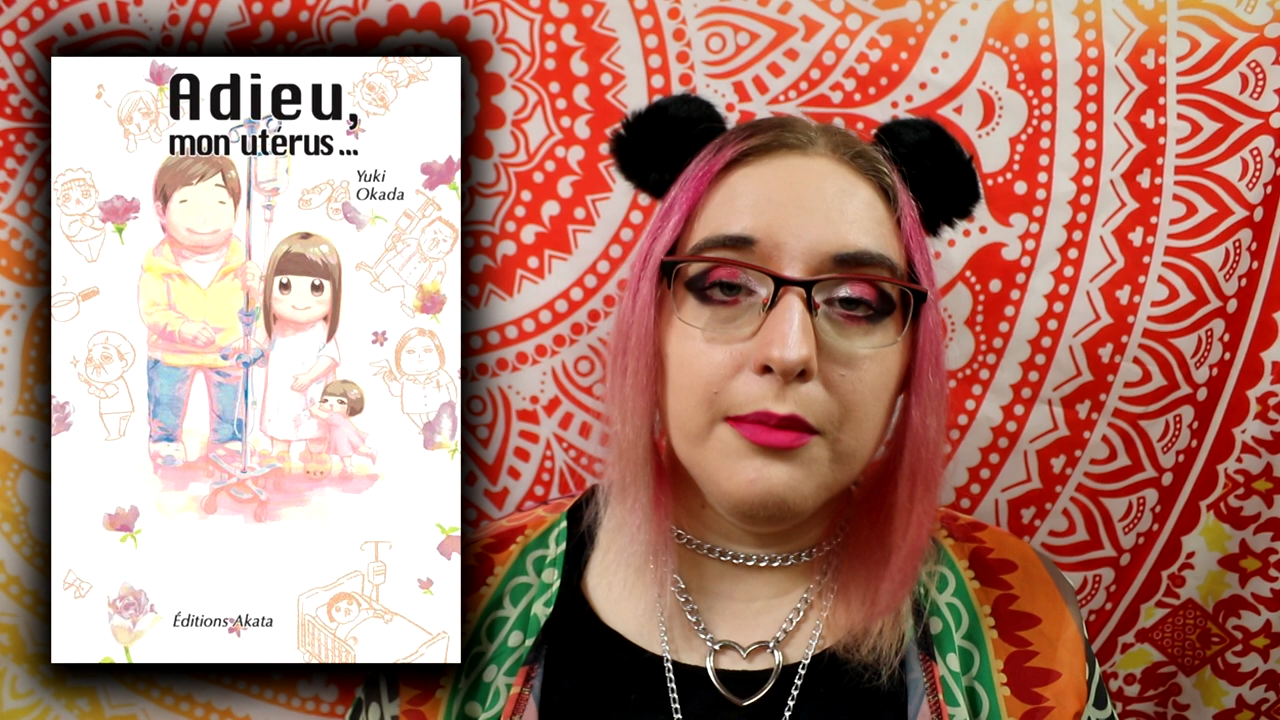 Adieu,
mon utérus...
Yuki
Okada
Éditions Akata